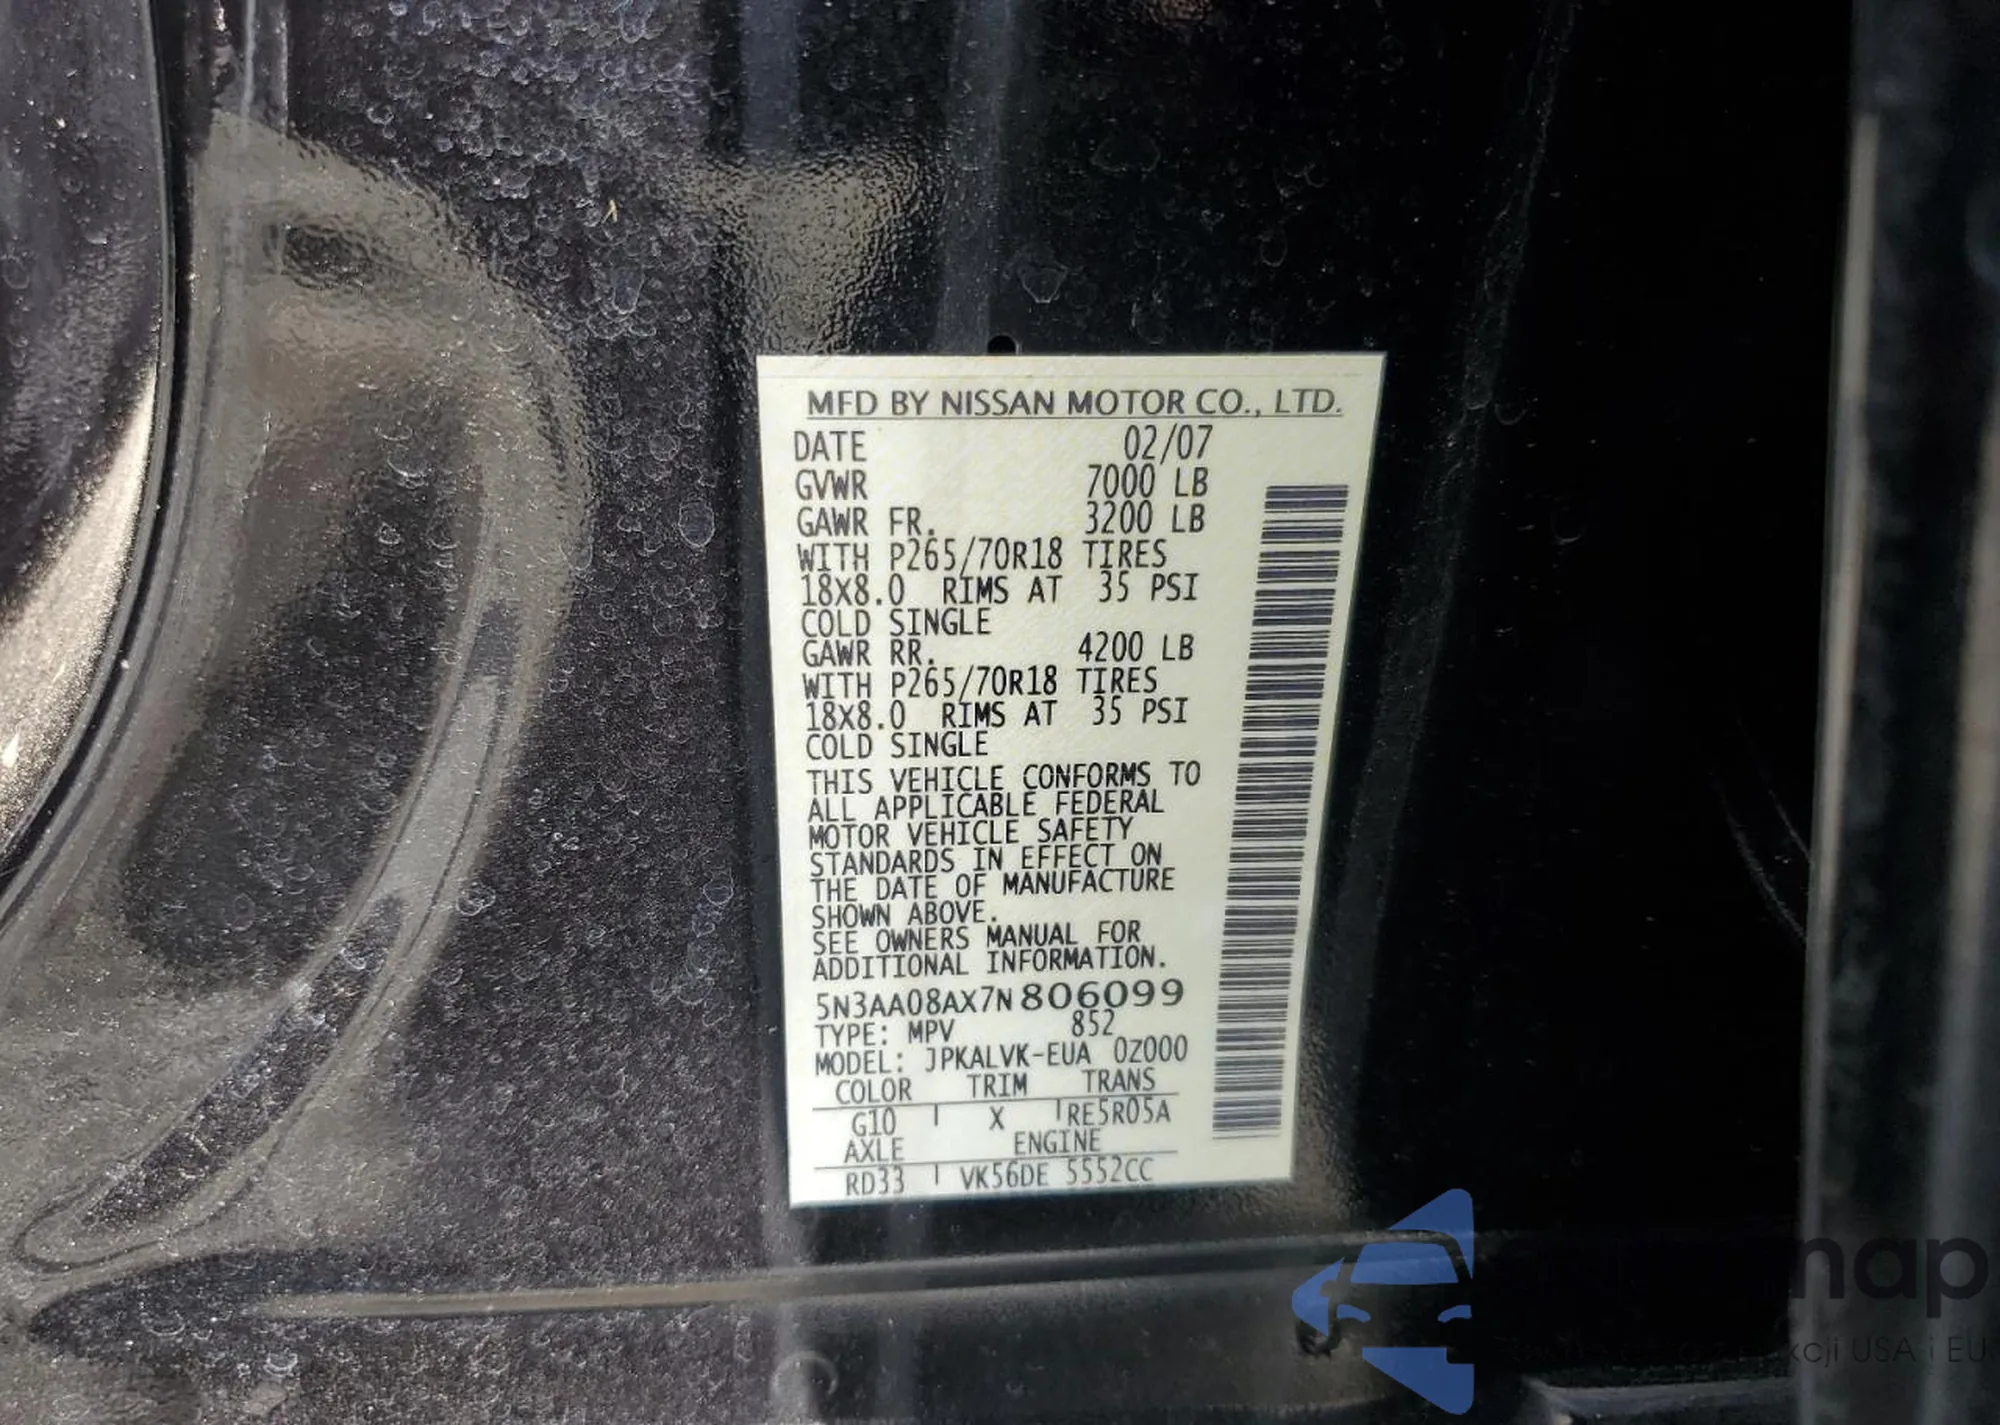 MFD BY NISSAN MOTOR CO., LTD.
DATE 02/07
GVWR 7000 LB
GAWR FR. 3200 LB
WITH P265/70R18 TIRES
18X8.0 RIMS AT 35 PSI
COLD SINGLE
GAWR RR. 4200 LB
WITH P265/70R18 TIRES
18X8.0 RIMS AT 35 PSI
COLD SINGLE
THIS VEHICLE CONFORMS TO
ALL APPLICABLE FEDERAL
MOTOR VEHICLE SAFETY
STANDARDS IN EFFECT ON
THE DATE OF MANUFACTURE
SHOWN ABOVE.
SEE OWNERS MANUAL FOR
ADDITIONAL INFORMATION.
5N3AA08AX7N806099
TYPE: MPV 852
MODEL: JPKALVK-EUA 0Z000
COLOR TRIM TRANS
G10 X RE5R05A
AXLE ENGINE
RD33 VK56DE 5552CC
USA i EU